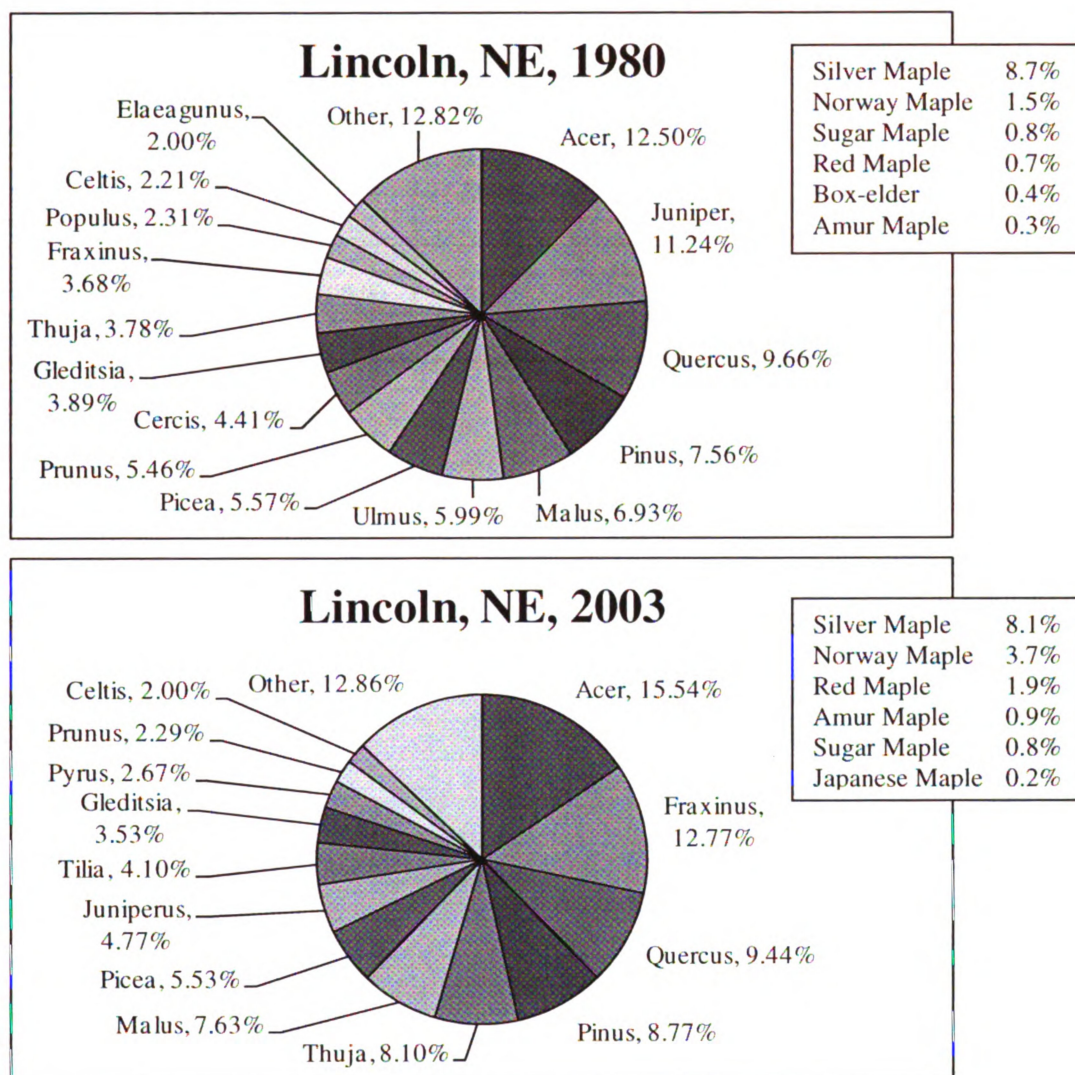 Lincoln, NE, 1980
Silver Maple 8.7%
Norway Maple 1.5%
Sugar Maple 0.8%
Red Maple 0.7%
Box-elder 0.4%
Amur Maple 0.3%
Elaeagunus,
2.00%
Other, 12.82%
Acer, 12.50%
Celtis, 2.21%
Populus, 2.31%
Juniper,
11.24%
Fraxinus,
3.68%
Thuja, 3.78%
Quercus, 9.66%
Gleditsia,
3.89%
Cercis, 4.41%
Pinus, 7.56%
Prunus, 5.46%
Picea, 5.57%
Ulmus, 5.99%
Malus, 6.93%
Lincoln, NE, 2003
Silver Maple 8.1%
Norway Maple 3.7%
Red Maple 1.9%
Amur Maple 0.9%
Sugar Maple 0.8%
Japanese Maple 0.2%
Celtis, 2.00%
Other, 12.86%
Acer, 15.54%
Prunus, 2.29%
Pyrus, 2.67%
Gleditsia,
3.53%
Fraxinus,
12.77%
Tilia, 4.10%
Juniperus,
4.77%
Quercus, 9.44%
Picea, 5.53%
Malus, 7.63%
Thuja, 8.10%
Pinus, 8.77%